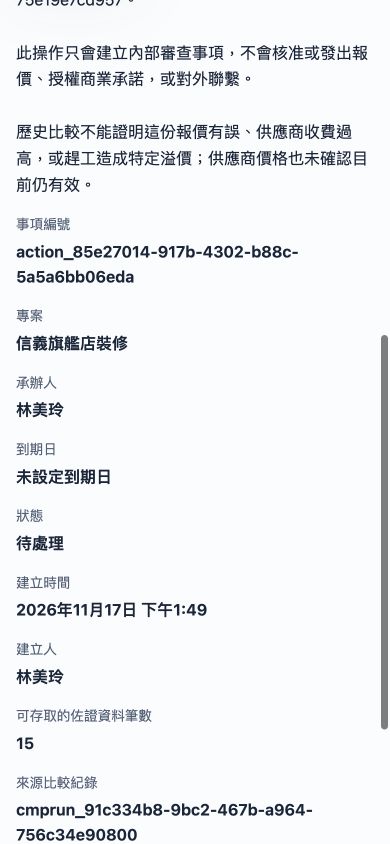 此操作只會建立內部審查事項，不會核准或發出報
價、授權商業承諾，或對外聯繫。
歷史比較不能證明這份報價有誤、供應商收費過
高，或趕工造成特定溢價；供應商價格也未確認目
前仍有效。
事項編號
action_85e27014-917b-4302-b88c-
5a5a6bb06eda
專案
信義旗艦店裝修
承辦人
林美玲
到期日
未設定到期日
狀態
待處理
建立時間
2026年11月17日 下午1:49
建立人
林美玲
可存取的佐證資料筆數
15
來源比較紀錄
cmprun_91c334b8-9bc2-467b-a964-
756c34e90800